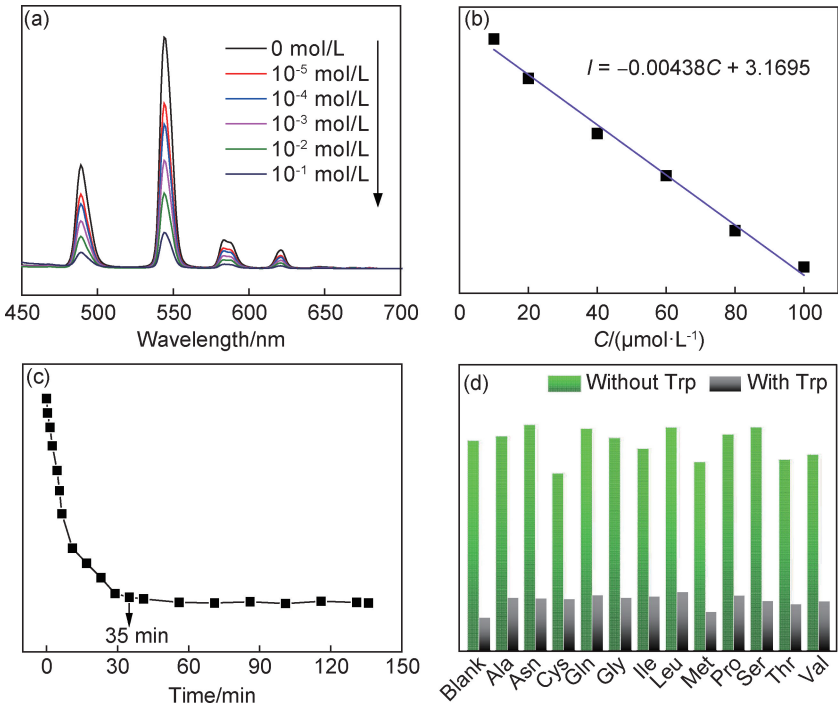 (a)
0 mol/L
10⁻⁵ mol/L
10⁻⁴ mol/L
10⁻³ mol/L
10⁻² mol/L
10⁻¹ mol/L
450 500 550 600 650 700
Wavelength/nm
(b)
I = −0.00438C + 3.1695
0 20 40 60 80 100
C/(μmol·L⁻¹)
(c)
35 min
0 30 60 90 120 150
Time/min
(d)
Without Trp With Trp
Blank Ala Asn Cys Gln Gly Ile Leu Met Pro Ser Thr Val